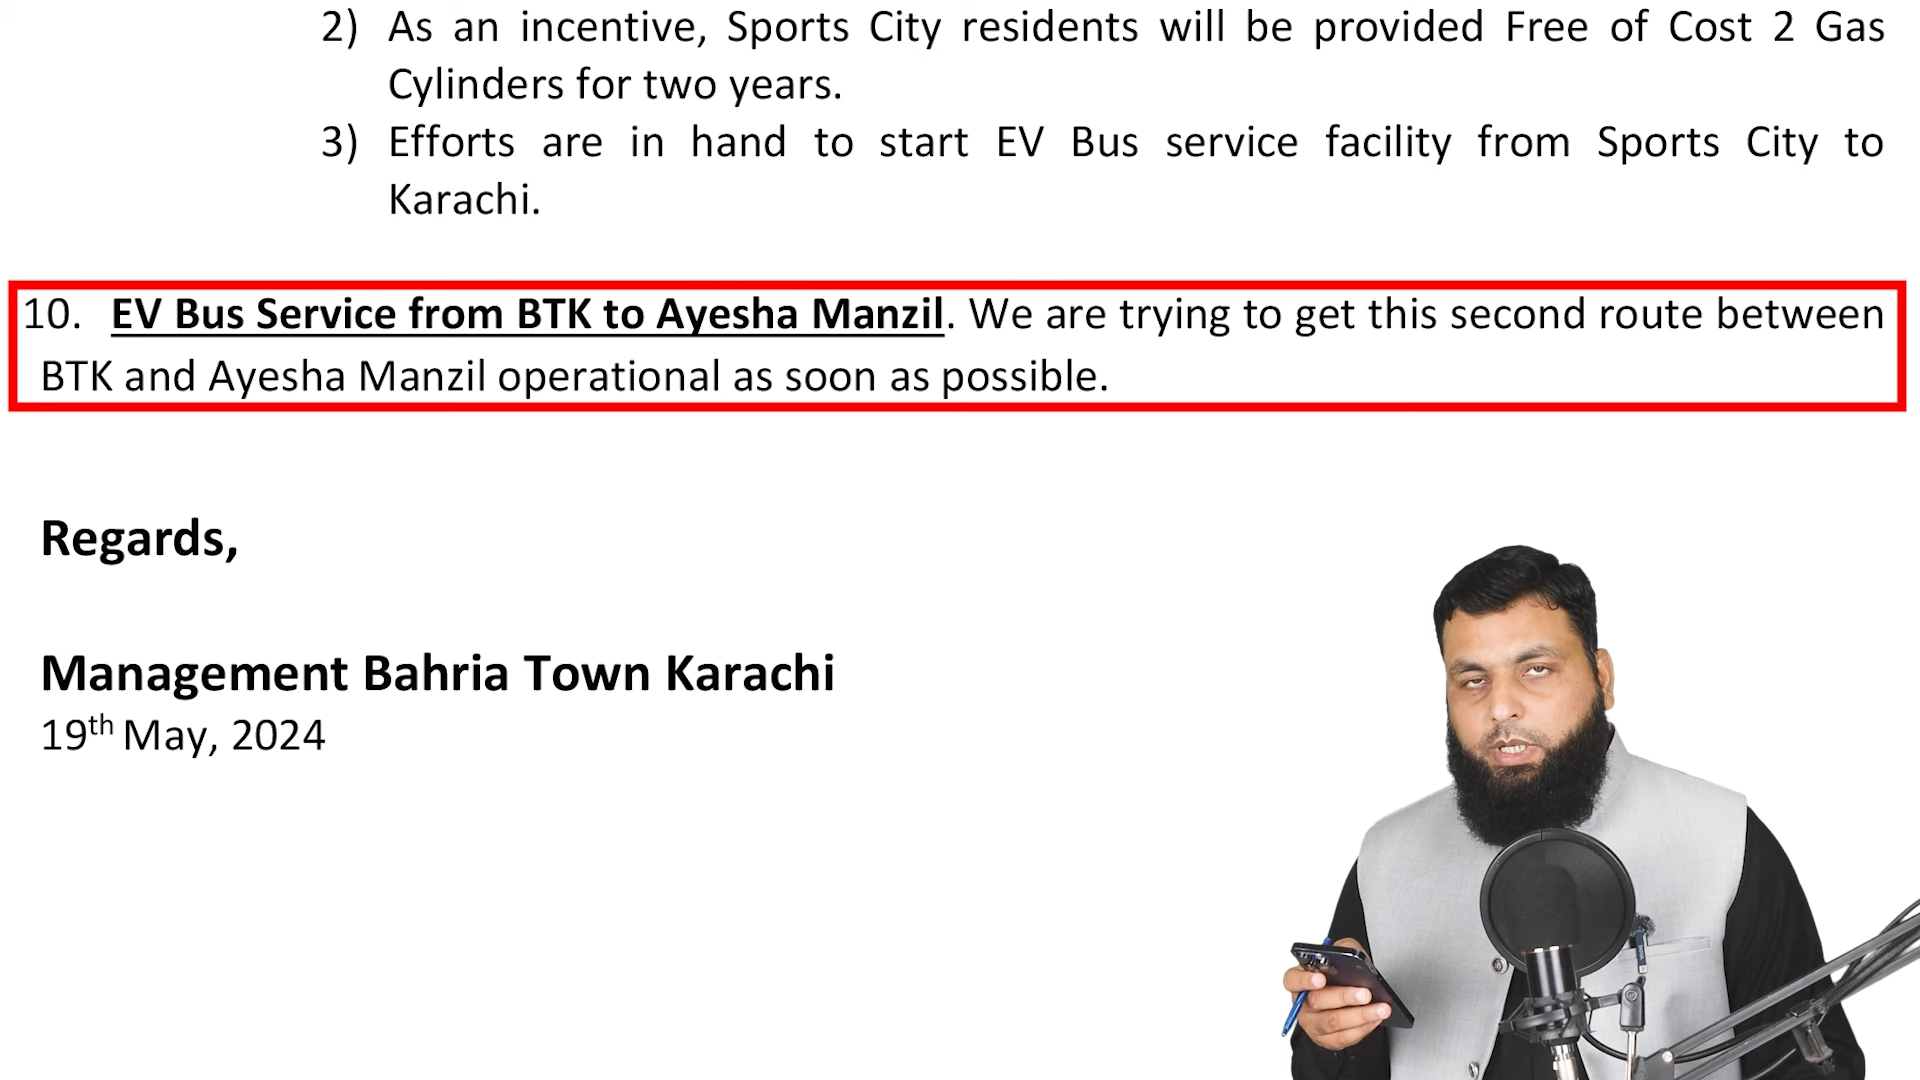 2) As an incentive, Sports City residents will be provided Free of Cost 2 Gas
Cylinders for two years.
3) Efforts are in hand to start EV Bus service facility from Sports City to
Karachi.
10. EV Bus Service from BTK to Ayesha Manzil. We are trying to get this second route between
BTK and Ayesha Manzil operational as soon as possible.
Regards,
Management Bahria Town Karachi
19th May, 2024